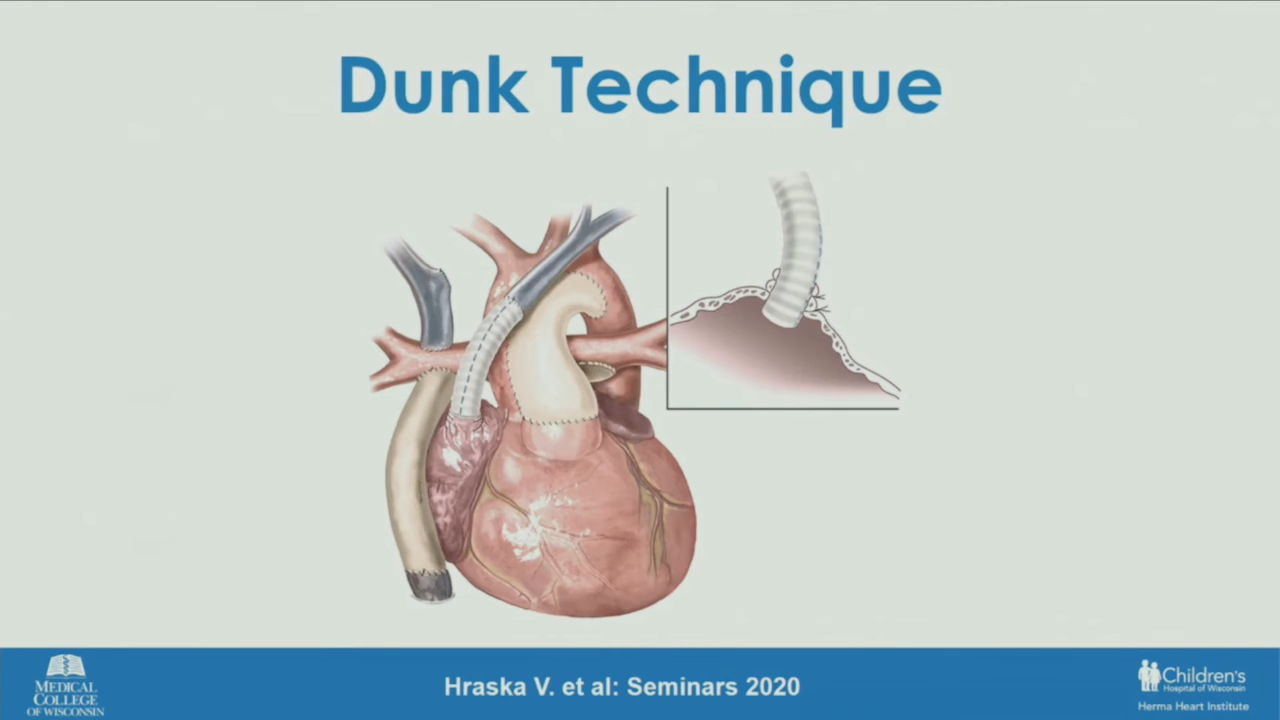 Dunk Technique
MEDICAL
COLLEGE
OF WISCONSIN
Hraska V. et al: Seminars 2020
Children's
Hospital of Wisconsin
Herma Heart Institute